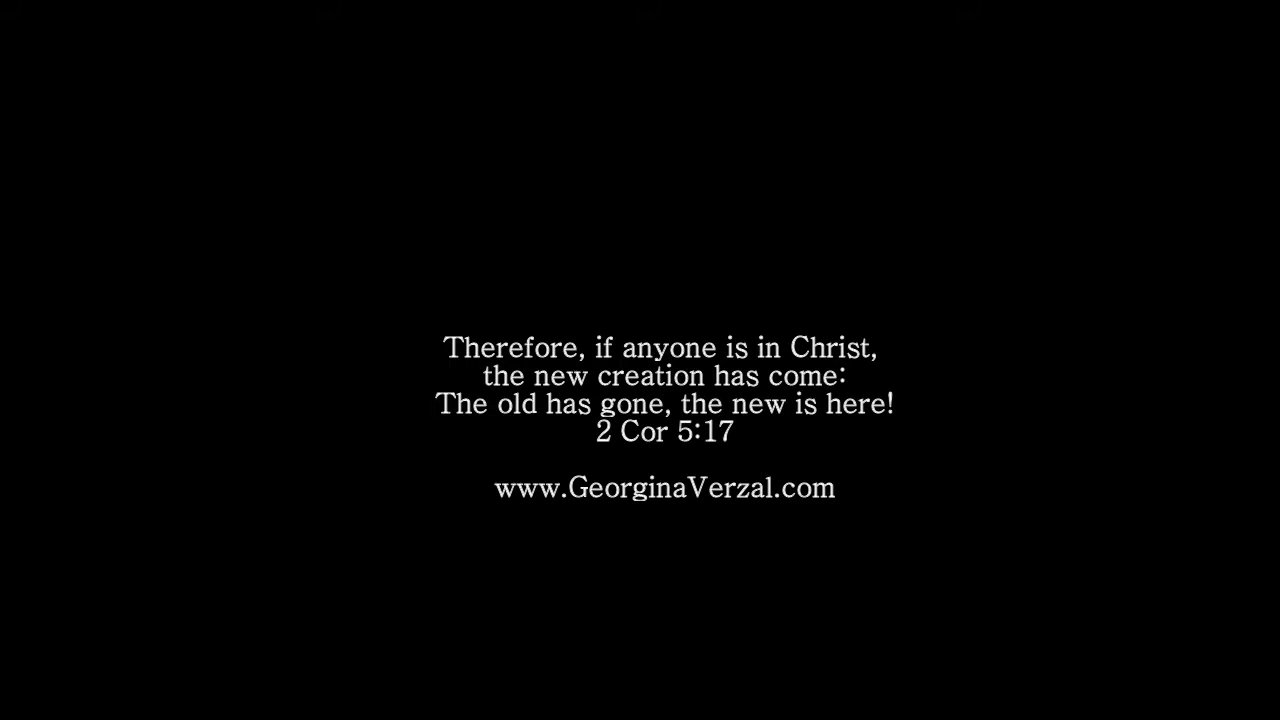 Therefore, if anyone is in Christ,
the new creation has come:
The old has gone, the new is here!
2 Cor 5:17
www.GeorginaVerzal.com